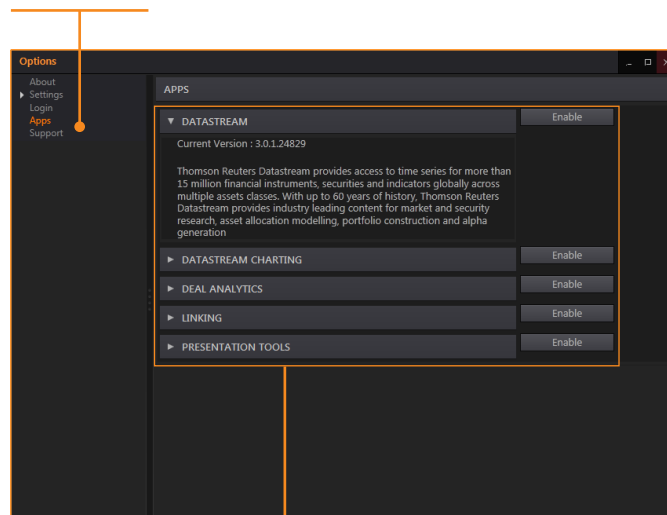 Options
About
Settings
Login
Apps
Support
APPS
DATASTREAM
Enable
Current Version : 3.0.1.24829
Thomson Reuters Datastream provides access to time series for more than
15 million financial instruments, securities and indicators globally across
multiple assets classes. With up to 60 years of history, Thomson Reuters
Datastream provides industry leading content for market and security
research, asset allocation modelling, portfolio construction and alpha
generation
DATASTREAM CHARTING
Enable
DEAL ANALYTICS
Enable
LINKING
Enable
PRESENTATION TOOLS
Enable